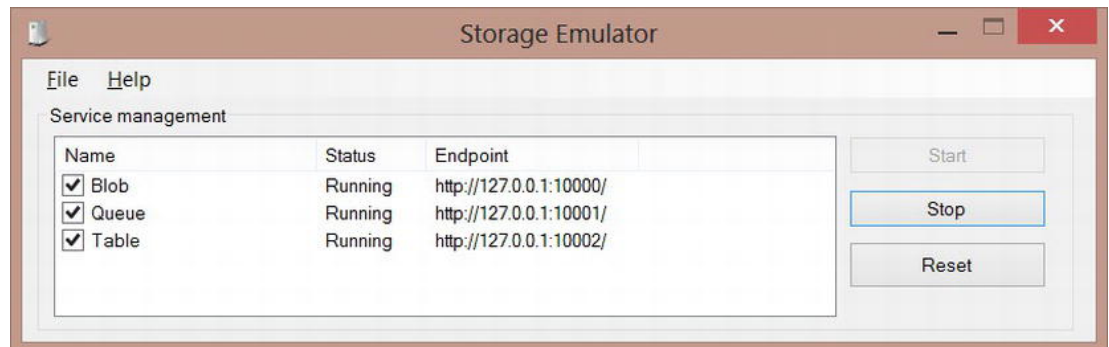 Storage Emulator
File Help
Service management
Name Status Endpoint
Blob Running http://127.0.0.1:10000/
Queue Running http://127.0.0.1:10001/
Table Running http://127.0.0.1:10002/
Start
Stop
Reset